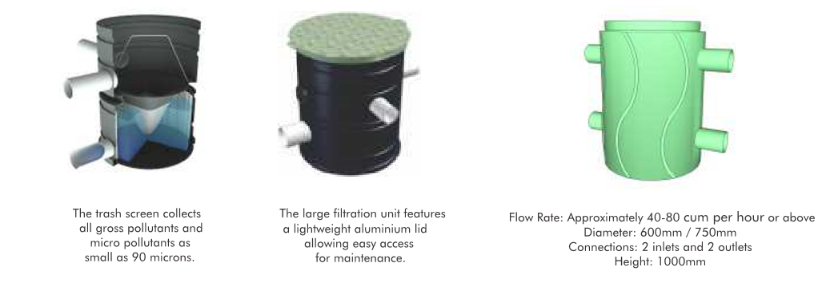 The trash screen collects
all gross pollutants and
micro pollutants as
small as 90 microns.
The large filtration unit features
a lightweight aluminium lid
allowing easy access
for maintenance.
Flow Rate: Approximately 40-80 cum per hour or above
Diameter: 600mm / 750mm
Connections: 2 inlets and 2 outlets
Height: 1000mm